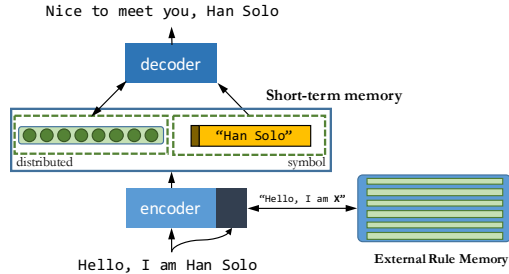 Nice to meet you, Han Solo
decoder
Short-term memory
“Han Solo”
distributed
symbol
encoder
“Hello, I am X”
Hello, I am Han Solo
External Rule Memory